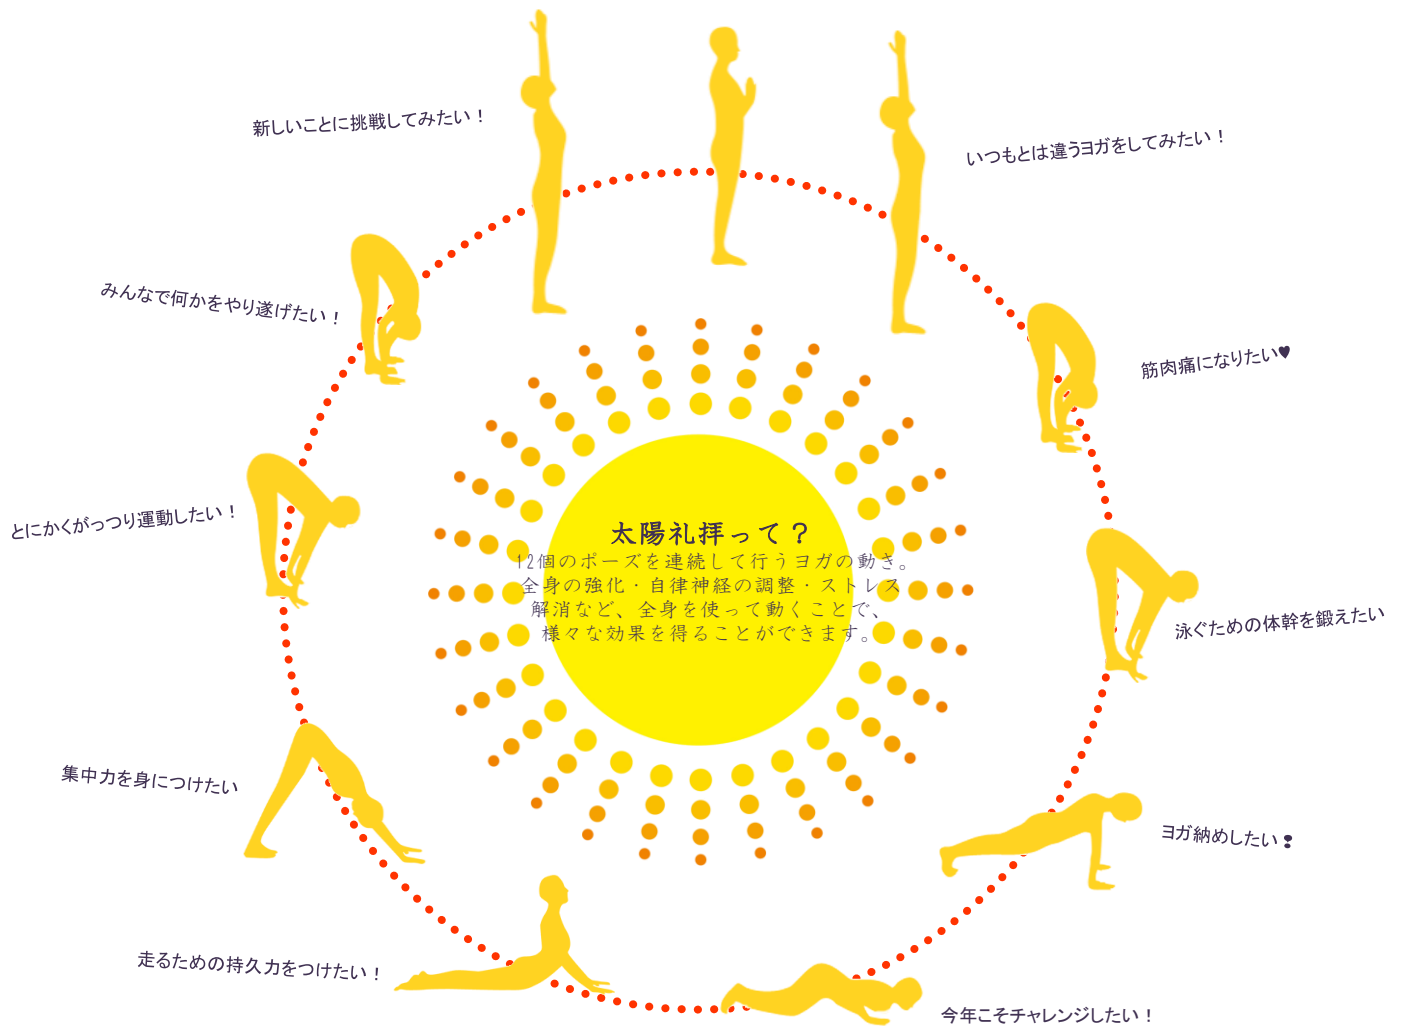 新しいことに挑戦してみたい！
いつもとは違うヨガをしてみたい！
みんなで何かをやり遂げたい！
筋肉痛になりたい♥
とにかくがっつり運動したい！
太陽礼拝って？
12個のポーズを連続して行うヨガの動き。
全身の強化・自律神経の調整・ストレス
解消など、全身を使って動くことで、
様々な効果を得ることができます。
泳ぐための体幹を鍛えたい
集中力を身につけたい
ヨガ納めしたい❢
走るための持久力をつけたい！
今年こそチャレンジしたい！